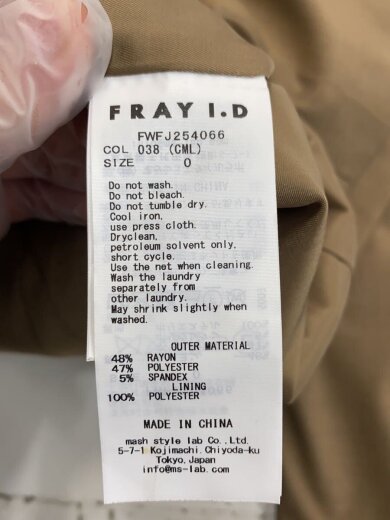 FRAY I.D
FWFJ254066
COL 038 (CML)
SIZE 0
Do not wash.
Do not bleach.
Do not tumble dry.
Cool iron,
use press cloth.
Dryclean,
petroleum solvent only,
short cycle.
Use the net when cleaning.
Wash the laundry
separately from
other laundry.
May shrink slightly when
washed.
OUTER MATERIAL
48% RAYON
47% POLYESTER
5% SPANDEX
LINING
100% POLYESTER
MADE IN CHINA
mash style lab Co.,Ltd.
5-7-1 Kojimachi,Chiyoda-ku
Tokyo,Japan
info@ms-lab.com